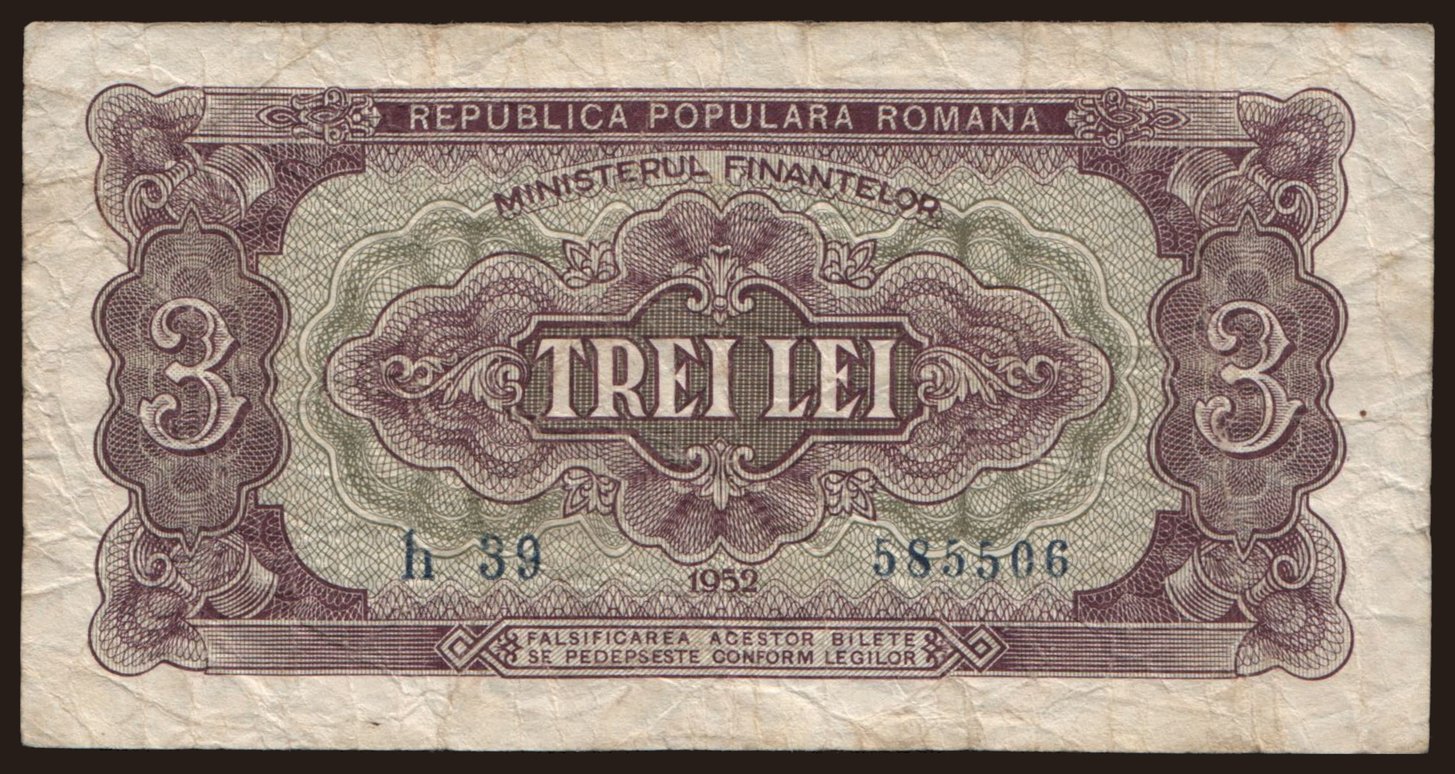 REPUBLICA POPULARA ROMANA
MINISTERUL FINANTELOR
3
TREI LEI
3
h 39
1952
585506
FALSIFICAREA ACESTOR BILETE
SE PEDEPSESTE CONFORM LEGILOR